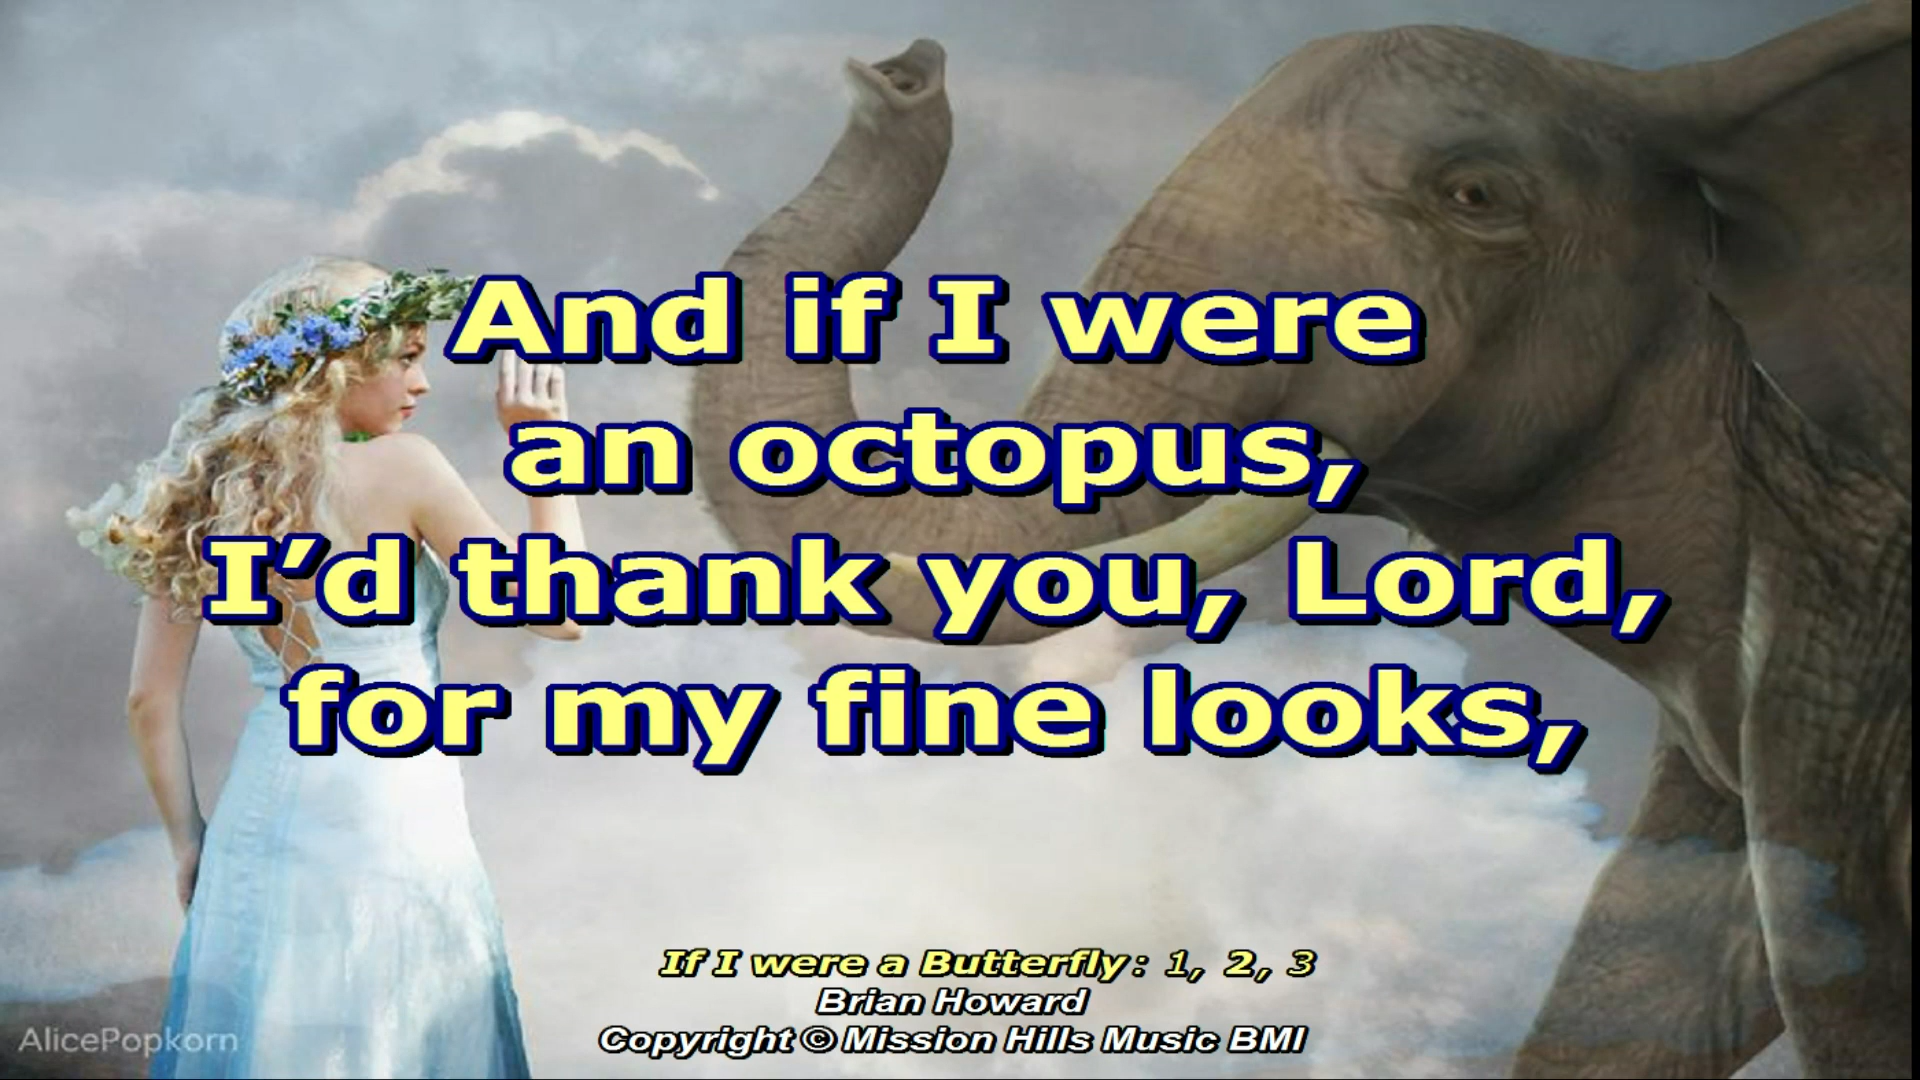 And if I were
an octopus,
I’d thank you, Lord,
for my fine looks,
If I were a Butterfly: 1, 2, 3
Brian Howard
Copyright © Mission Hills Music BMI
AlicePopkorn